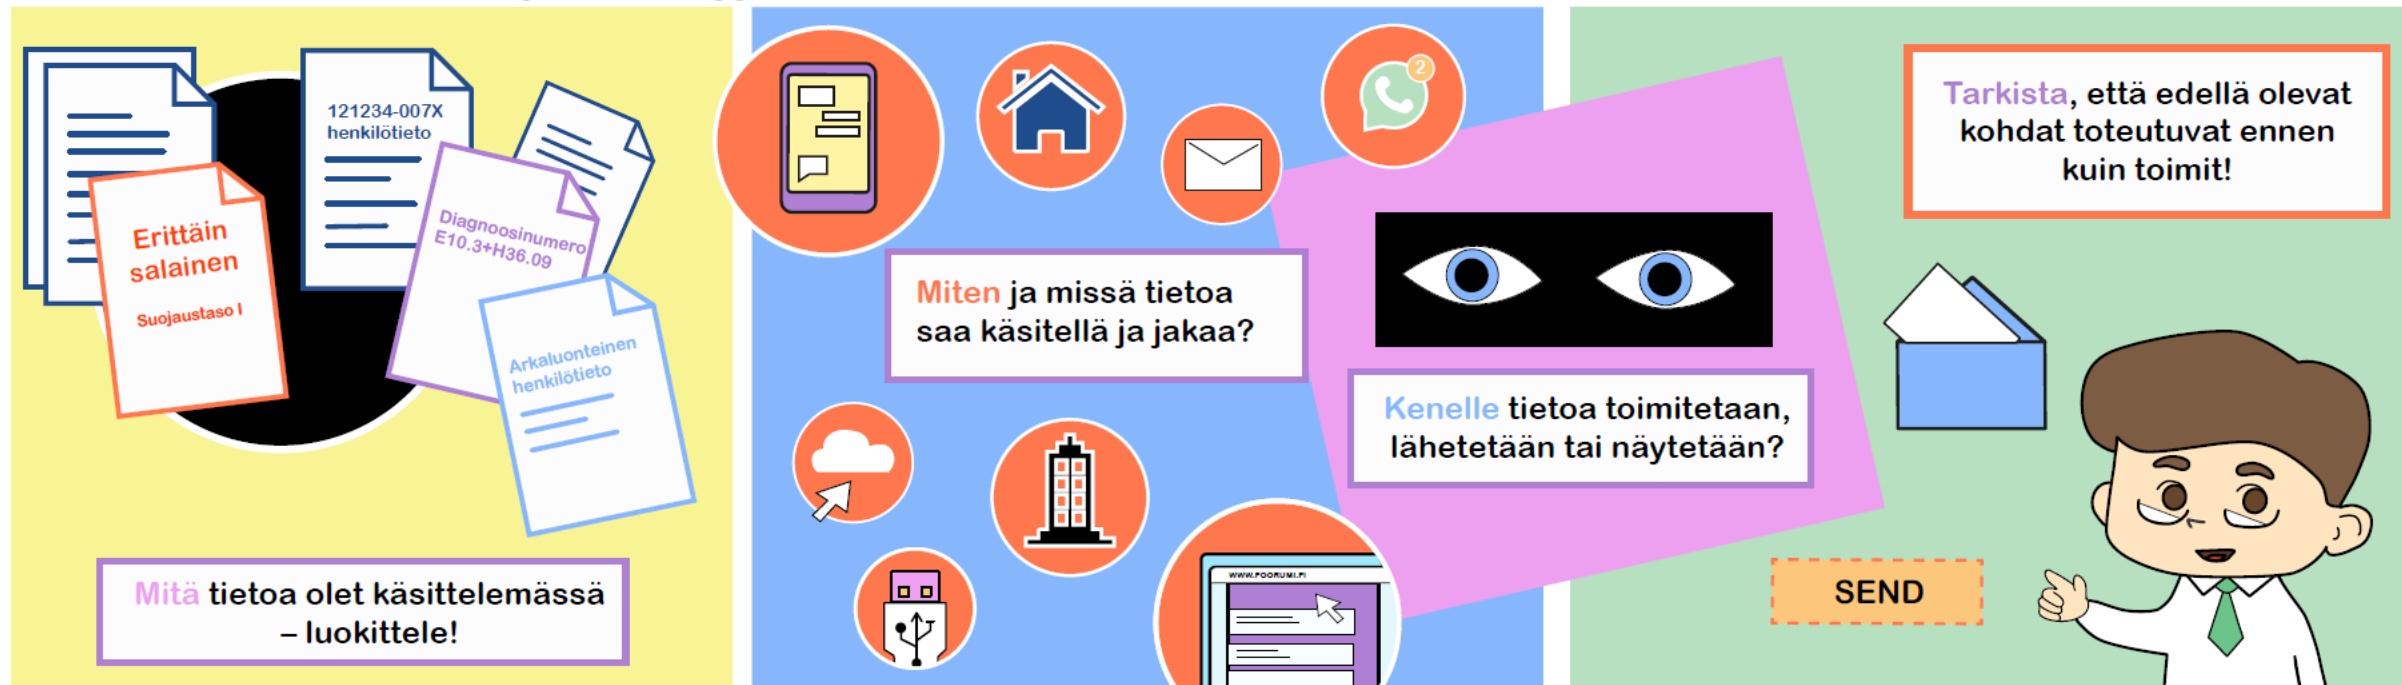 121234-007X
henkilötieto
Erittäin
salainen
Suojaustaso I
Diagnoosinumero
E10.3+H36.09
Arkaluonteinen
henkilötieto
Mitä tietoa olet käsittelemässä
– luokittele!
2
Miten ja missä tietoa
saa käsitellä ja jakaa?
Kenelle tietoa toimitetaan,
lähetetään tai näytetään?
WWW.FOORUMI.FI
Tarkista, että edellä olevat
kohdat toteutuvat ennen
kuin toimit!
SEND